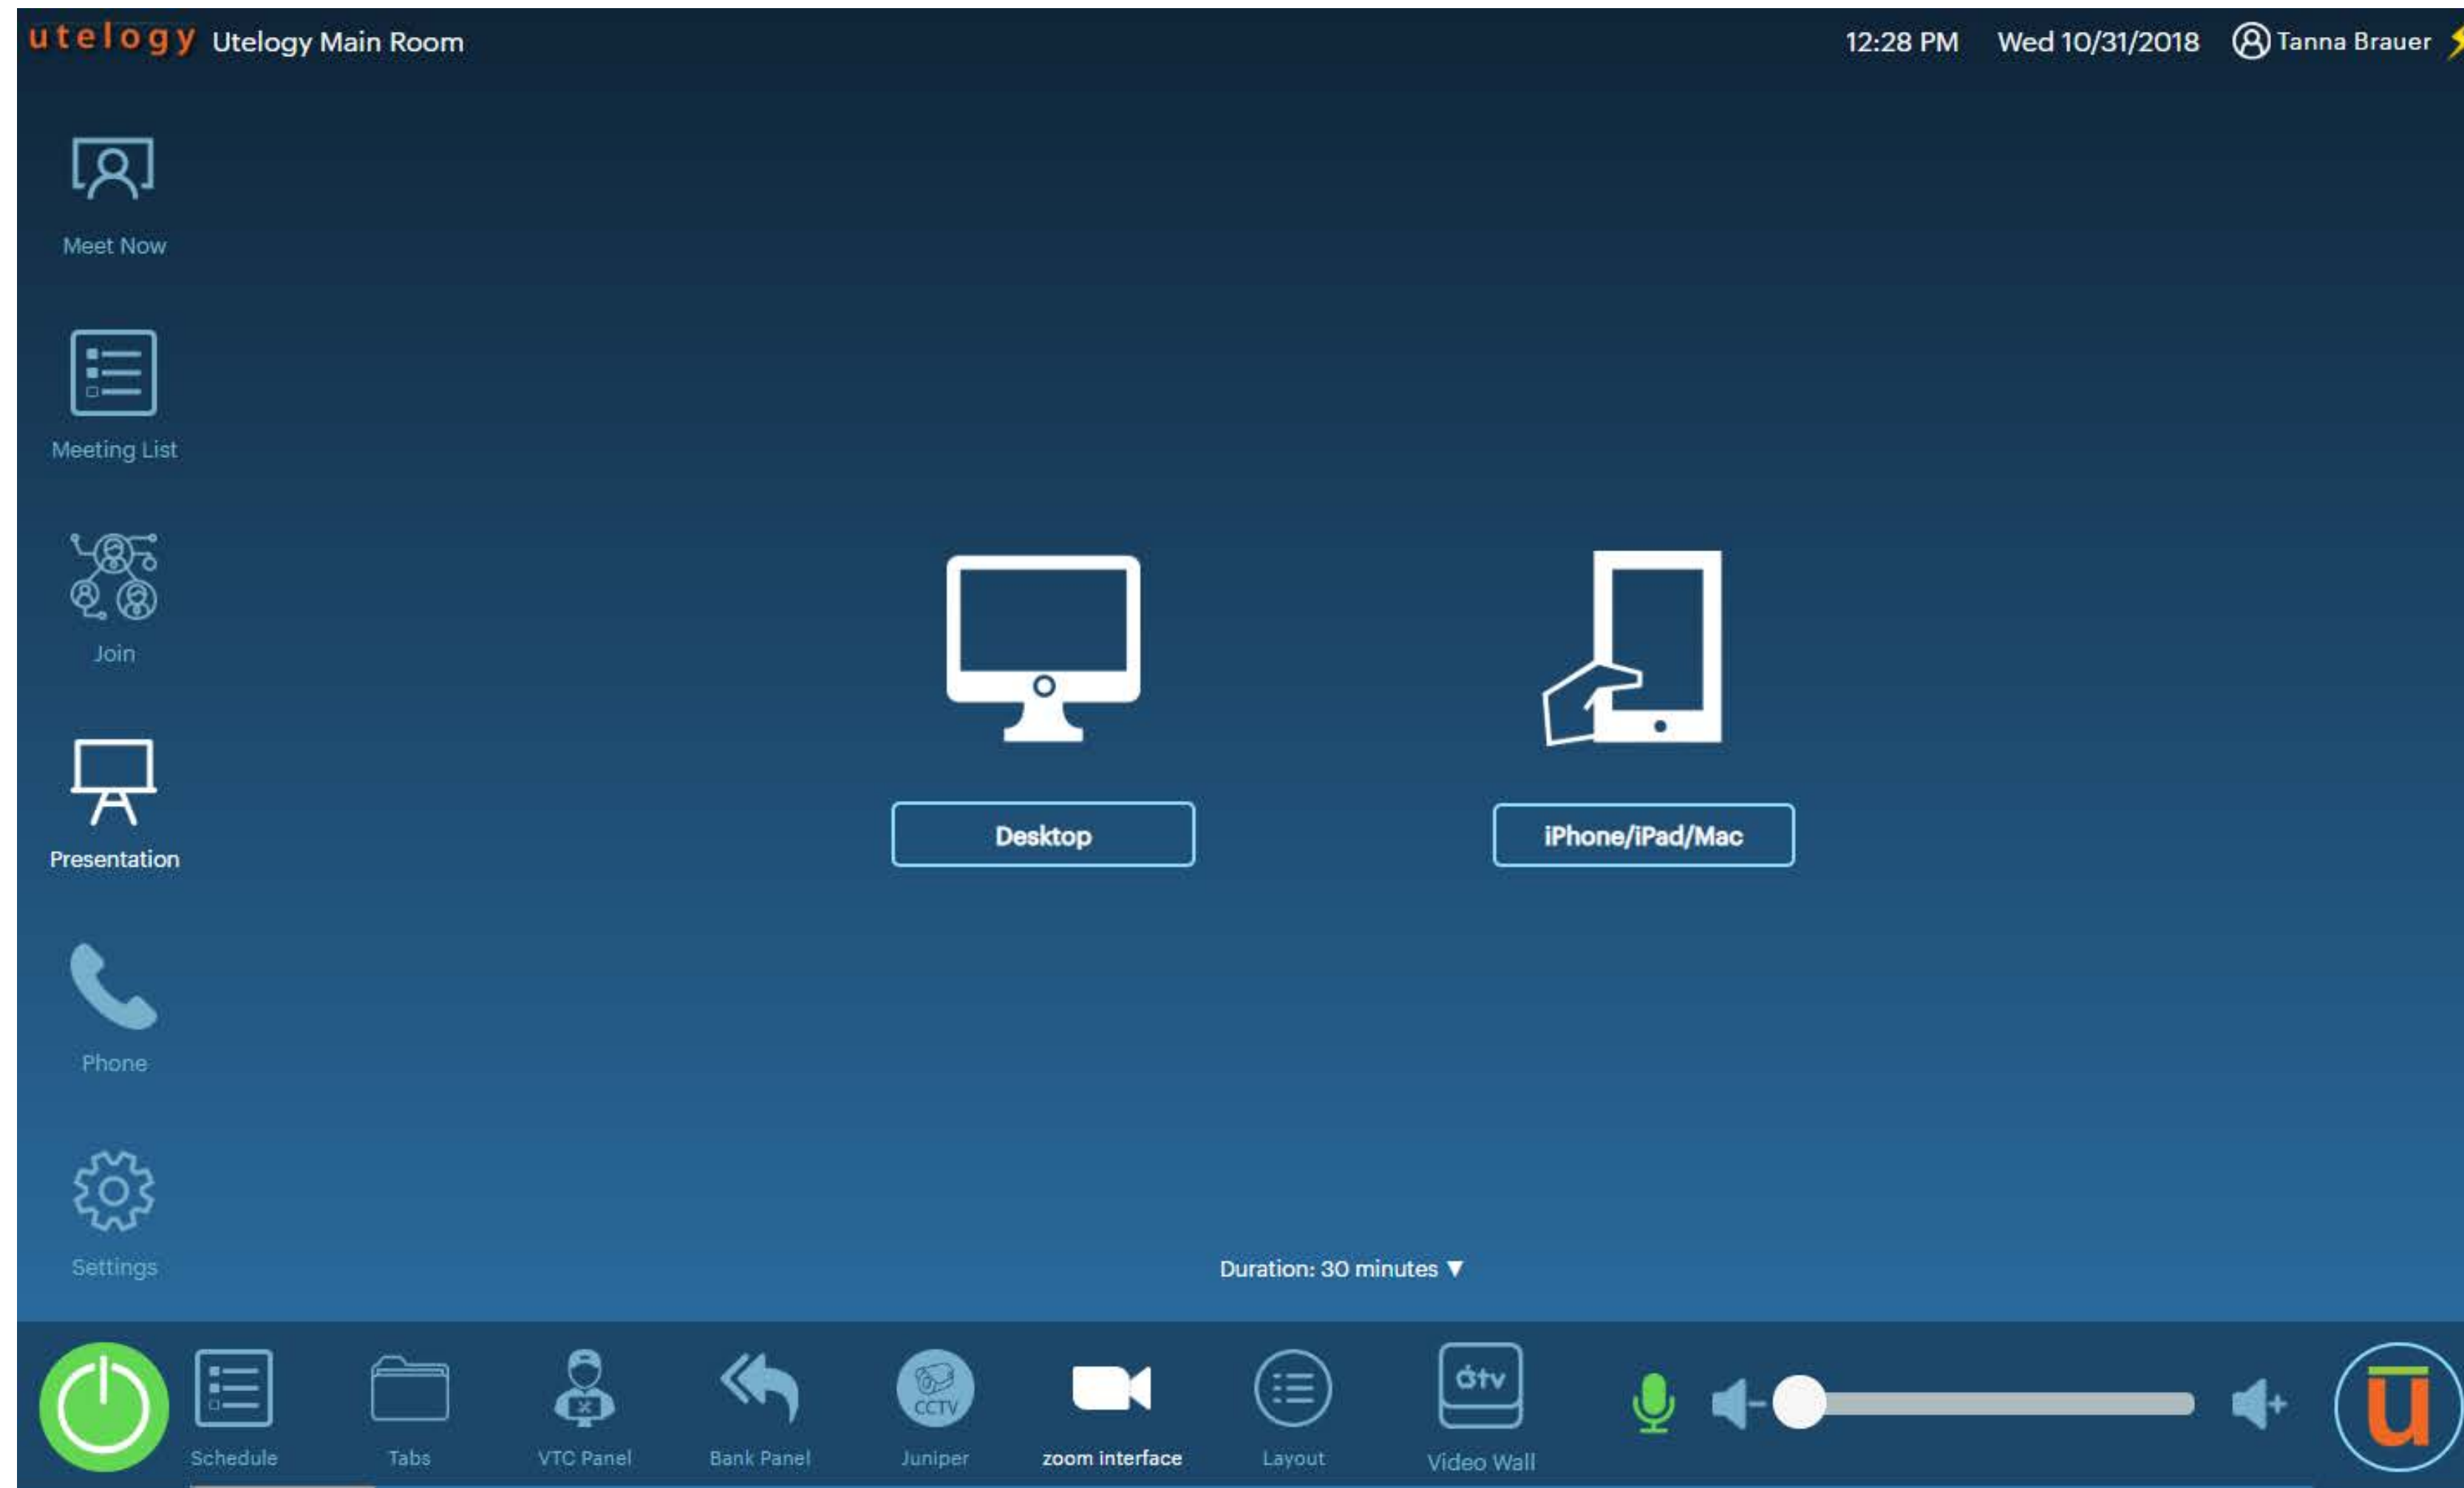 utelogy Utelogy Main Room 12:28 PM Wed 10/31/2018 Tanna Brauer
Meet Now
Meeting List
Join
Presentation
Desktop
iPhone/iPad/Mac
Phone
Settings
Duration: 30 minutes ▼
CCTV
tv
u
Schedule
Tabs
VTC Panel
Bank Panel
Juniper
zoom interface
Layout
Video Wall